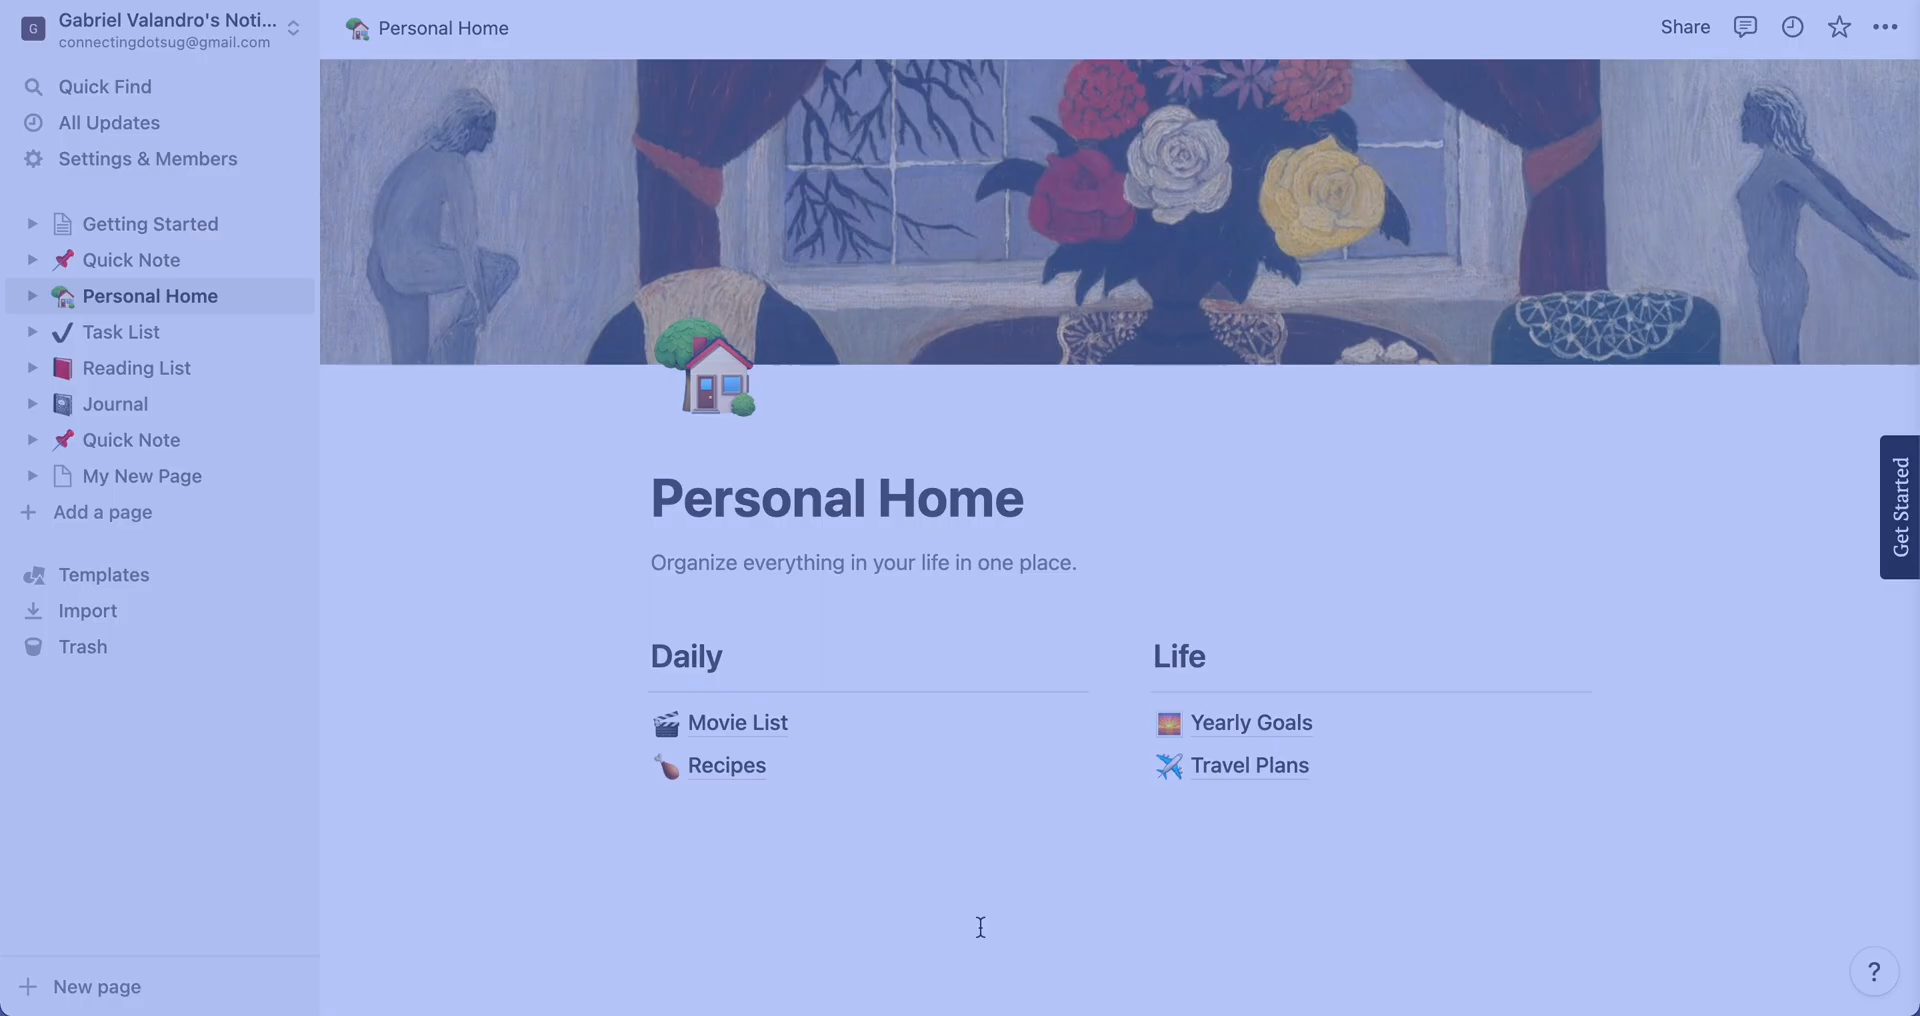 G
Gabriel Valandro's Noti...
connectingdotsug@gmail.com
Quick Find
All Updates
Settings & Members
Getting Started
Quick Note
Personal Home
Task List
Reading List
Journal
Quick Note
My New Page
Add a page
Templates
Import
Trash
New page
Personal Home
Share
Personal Home
Organize everything in your life in one place.
Daily
Movie List
Recipes
Life
Yearly Goals
Travel Plans
Get Started
?